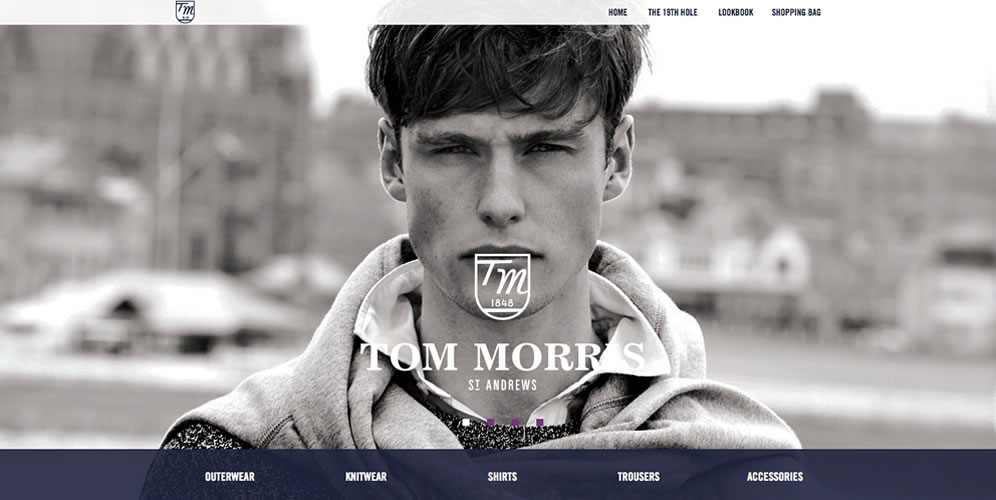 TM
HOME THE 19TH HOLE LOOKBOOK SHOPPING BAG
TM
1848
TOM MORRIS
ST ANDREWS
OUTERWEAR KNITWEAR SHIRTS TROUSERS ACCESSORIES